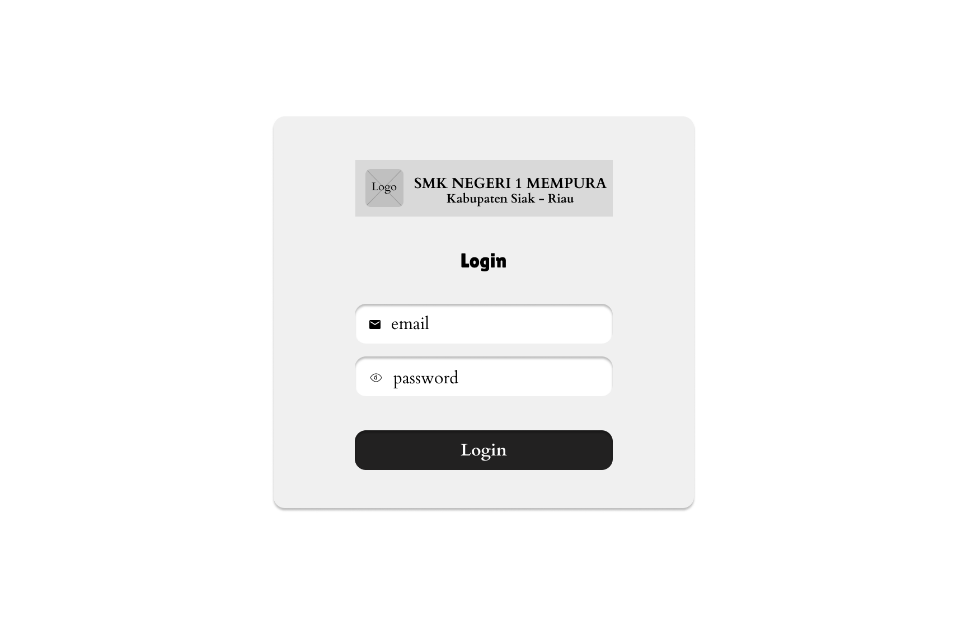 Logo
SMK NEGERI 1 MEMPURA
Kabupaten Siak - Riau
Login
email
password
Login